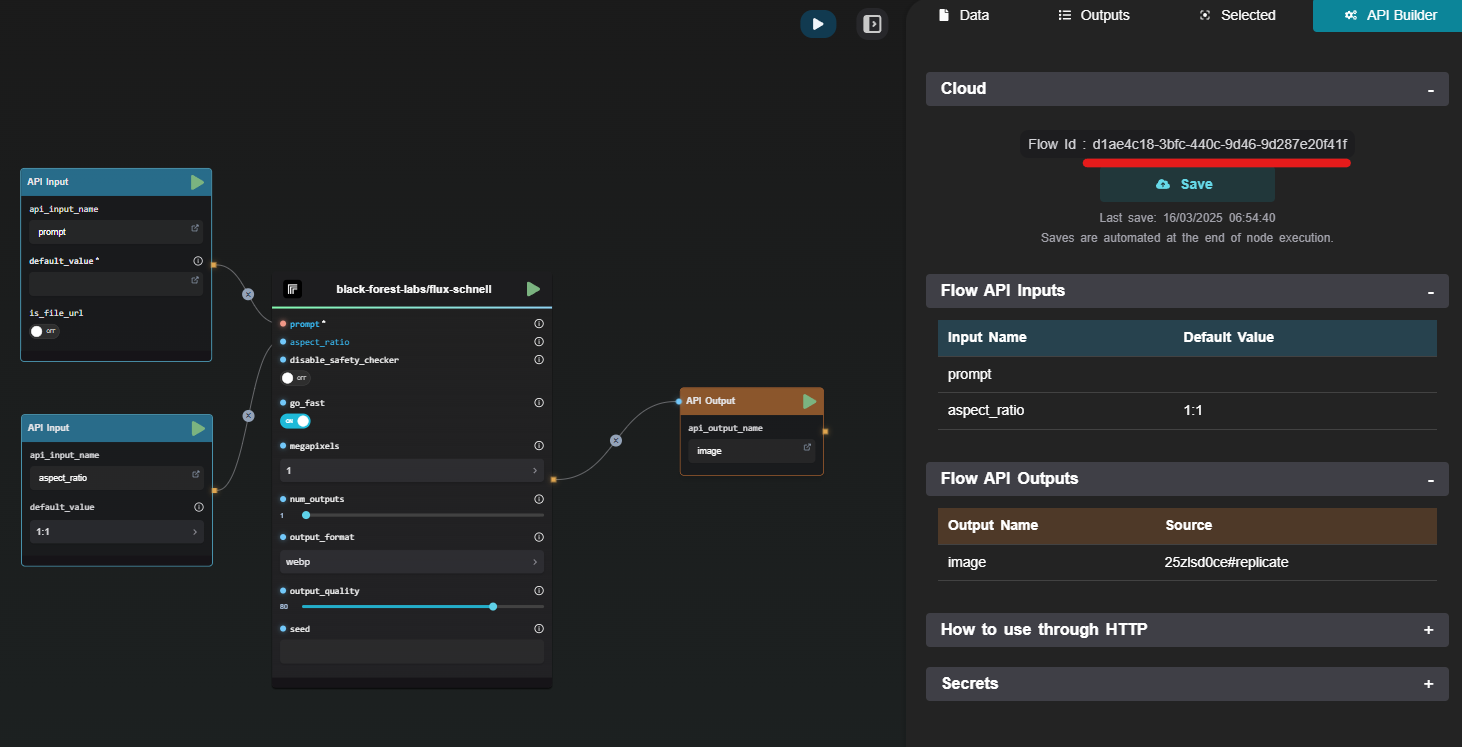 Data
Outputs
Selected
API Builder
API Input
api_input_name
prompt
default_value*
is_file_url
OFF
API Input
api_input_name
aspect_ratio
default_value
1:1
black-forest-labs/flux-schnell
prompt*
aspect_ratio
disable_safety_checker
OFF
go_fast
ON
megapixels
1
num_outputs
1
output_format
webp
output_quality
80
seed
API Output
api_output_name
image
Cloud -
Flow Id : d1ae4c18-3bfc-440c-9d46-9d287e20f41f
Save
Last save: 16/03/2025 06:54:40
Saves are automated at the end of node execution.
Flow API Inputs -
Input Name Default Value
prompt
aspect_ratio 1:1
Flow API Outputs -
Output Name Source
image 25zlsd0ce#replicate
How to use through HTTP +
Secrets +